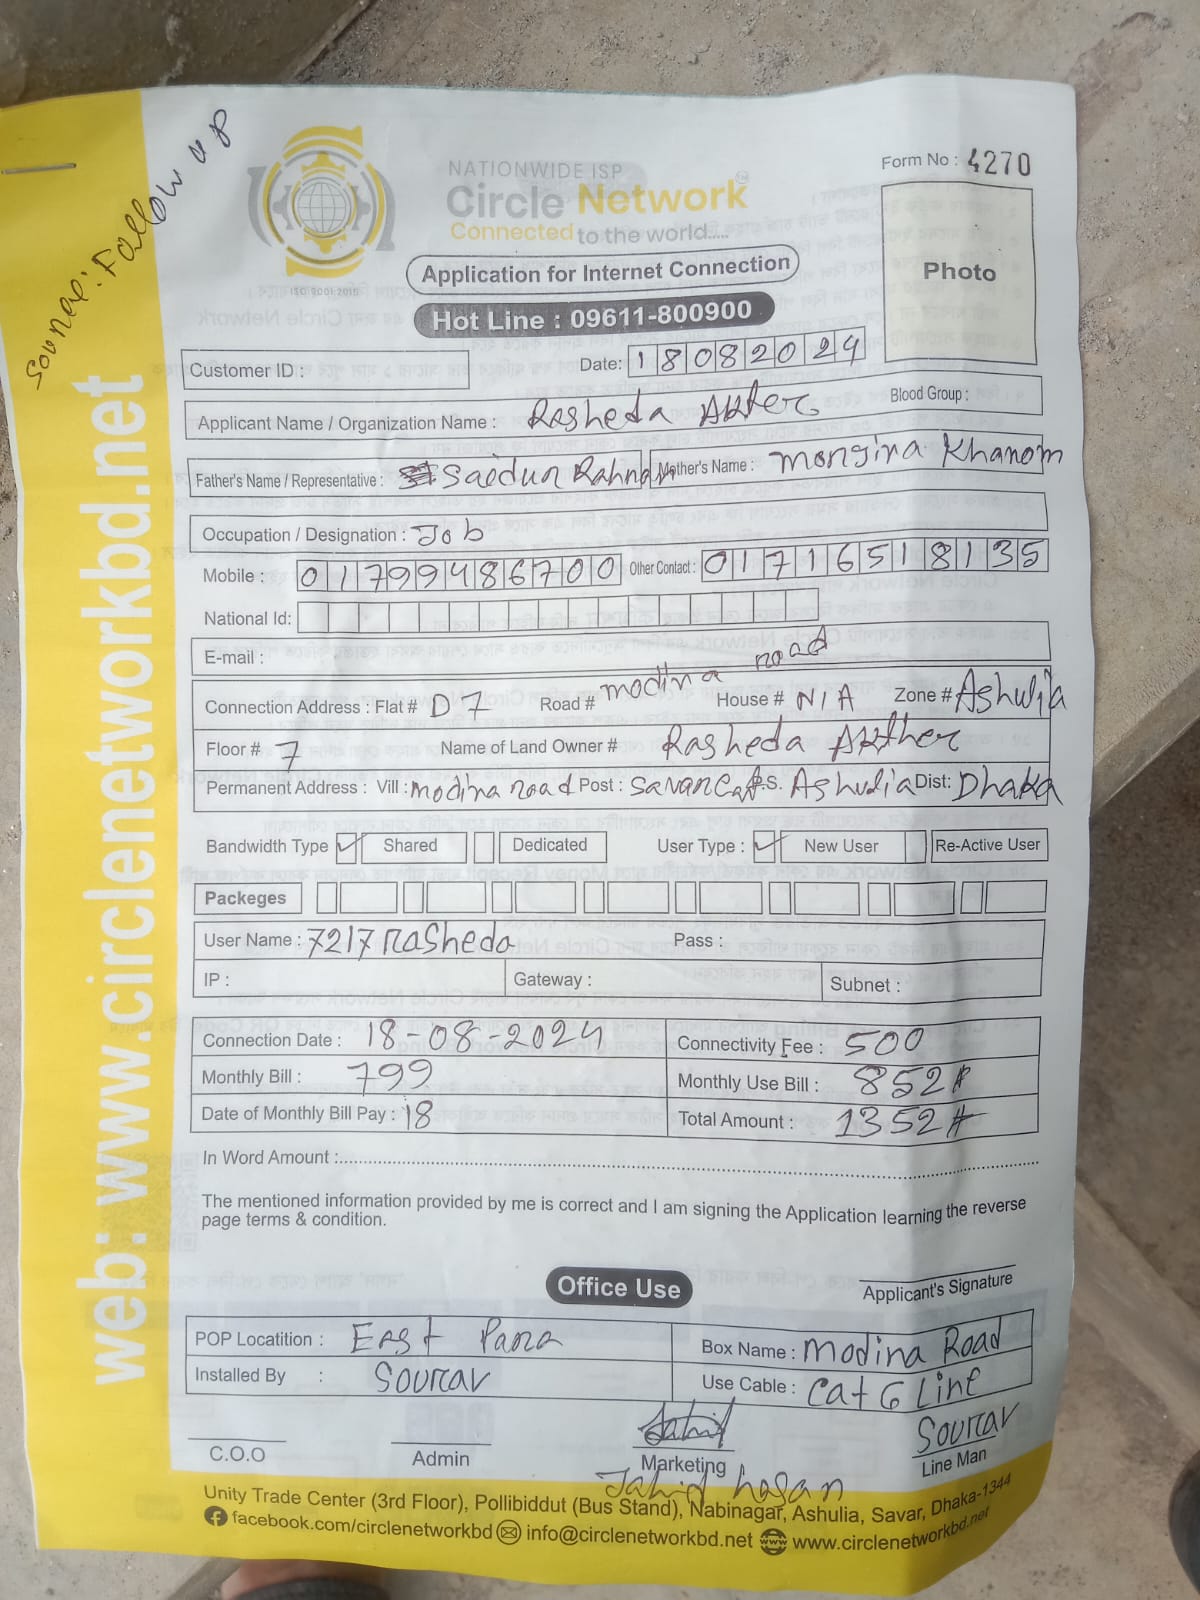 Sournav: Follow up
Form No : 4270
NATIONWIDE ISP
Circle Network
Connected to the world.....
ISO 9001:2015
Photo
Application for Internet Connection
Hot Line : 09611-800900
Customer ID :
Date: 18082024
Applicant Name / Organization Name : Rasheda Akter
Blood Group :
Father's Name / Representative : Saedur Rahman Mother's Name : Monjira Khanom
Occupation / Designation : Job
Mobile : 01799486700 Other Contact : 01716518135
National Id:
E-mail :
Connection Address : Flat # D7 Road # modina road House # N/A Zone # Ashulia
Floor # 7 Name of Land Owner # Rasheda Akther
Permanent Address : Vill : modina road Post : Savar Cat P.S. Ashulia Dist: Dhaka
Bandwidth Type ✓ Shared Dedicated User Type : ✓ New User Re-Active User
Packeges
User Name : 7217rasheda Pass :
IP : Gateway : Subnet :
Connection Date : 18-08-2024 Connectivity Fee : 500
Monthly Bill : 799 Monthly Use Bill : 852#
Date of Monthly Bill Pay : 18 Total Amount : 1352#
In Word Amount :
The mentioned information provided by me is correct and I am signing the Application learning the reverse
page terms & condition.
Applicant's Signature
Office Use
POP Locatition : East Para Box Name : Modina Road
Installed By : Sourav Use Cable : Cat 6 Line
Jahid Sourav
C.O.O Admin Marketing Line Man
Jahid hasan
Unity Trade Center (3rd Floor), Pollibiddut (Bus Stand), Nabinagar, Ashulia, Savar, Dhaka-1344
facebook.com/circlenetworkbd info@circlenetworkbd.net www.circlenetworkbd.net
web: www.circlenetworkbd.net